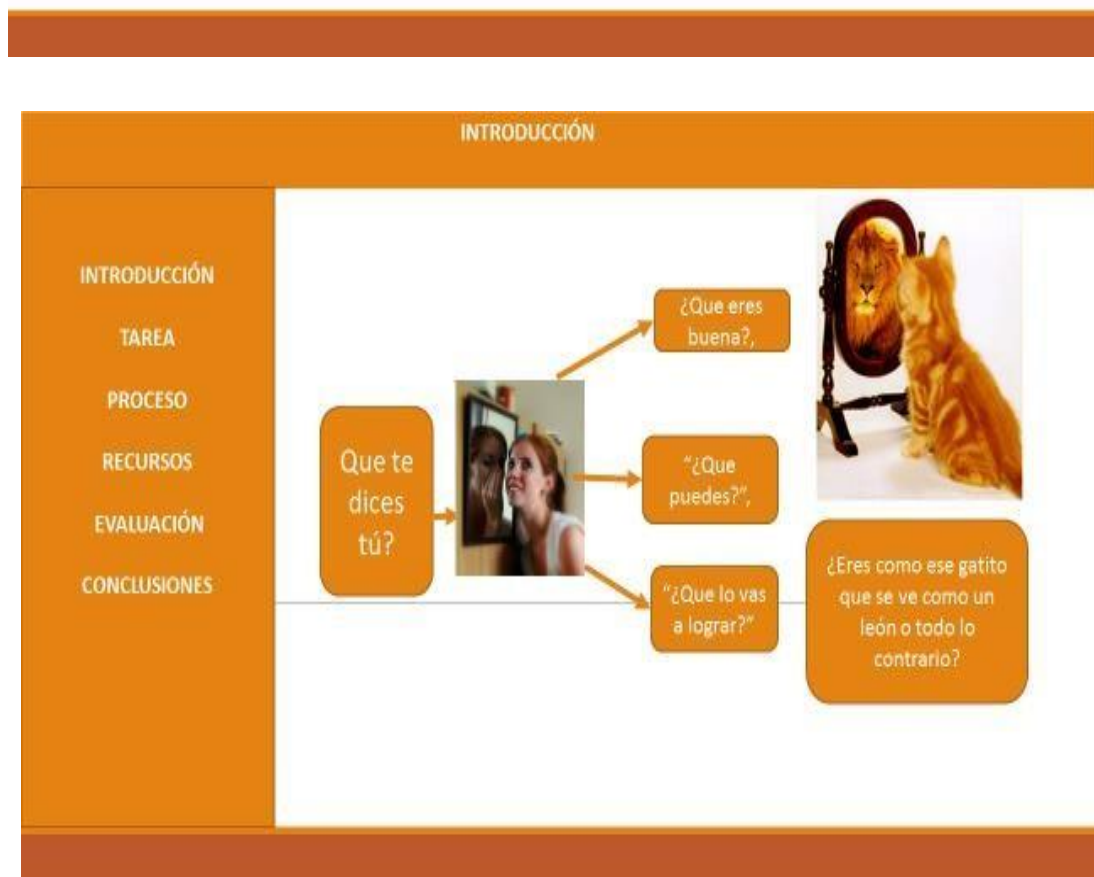 INTRODUCCIÓN
INTRODUCCIÓN
TAREA
PROCESO
RECURSOS
EVALUACIÓN
CONCLUSIONES
Que te
dices
tú?
¿Que eres
buena?,
“¿Que
puedes?”,
“¿Que lo vas
a lograr?”
¿Eres como ese gatito
que se ve como un
león o todo lo
contrario?